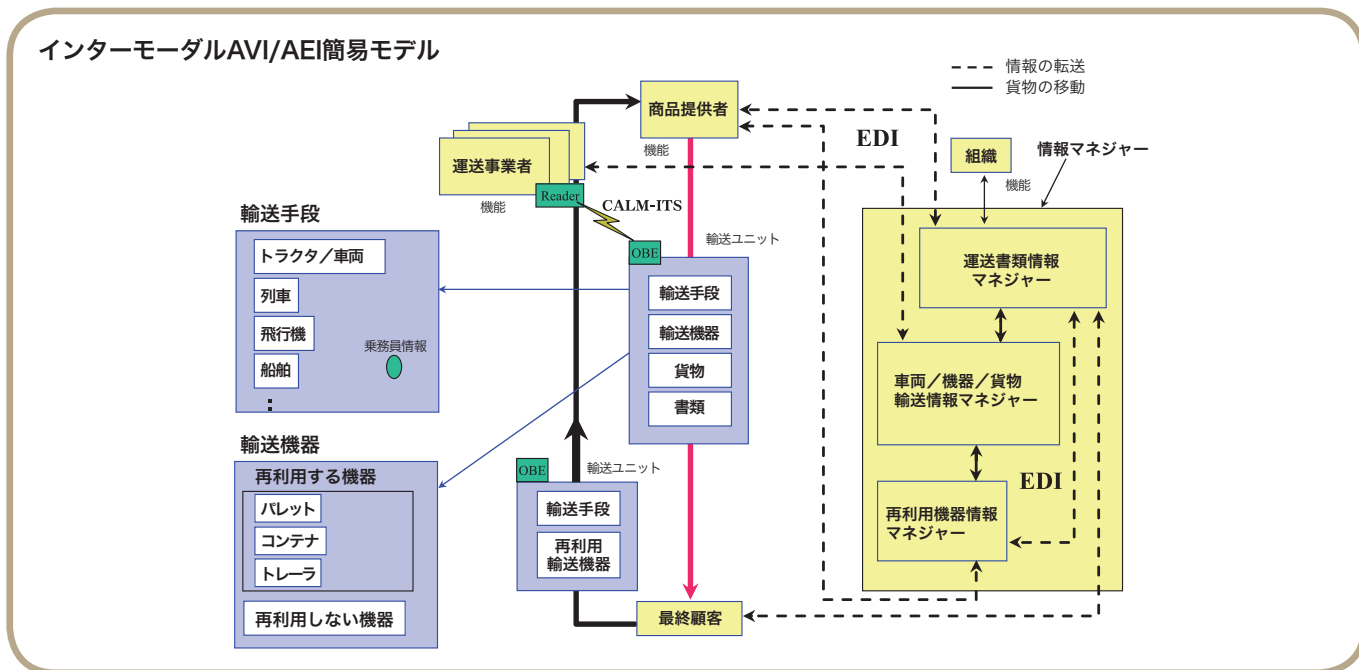 インターモーダルAVI/AEI簡易モデル
情報の転送
貨物の移動
商品提供者
機能
EDI
組織
機能
情報マネジャー
運送事業者
機能
Reader
CALM-ITS
OBE
輸送ユニット
輸送手段
トラクタ／車両
列車
飛行機
船舶
：
乗務員情報
輸送手段
輸送機器
貨物
書類
運送書類情報
マネジャー
車両／機器／貨物
輸送情報マネジャー
EDI
再利用機器情報
マネジャー
輸送機器
再利用する機器
パレット
コンテナ
トレーラ
再利用しない機器
OBE
輸送ユニット
輸送手段
再利用
輸送機器
最終顧客